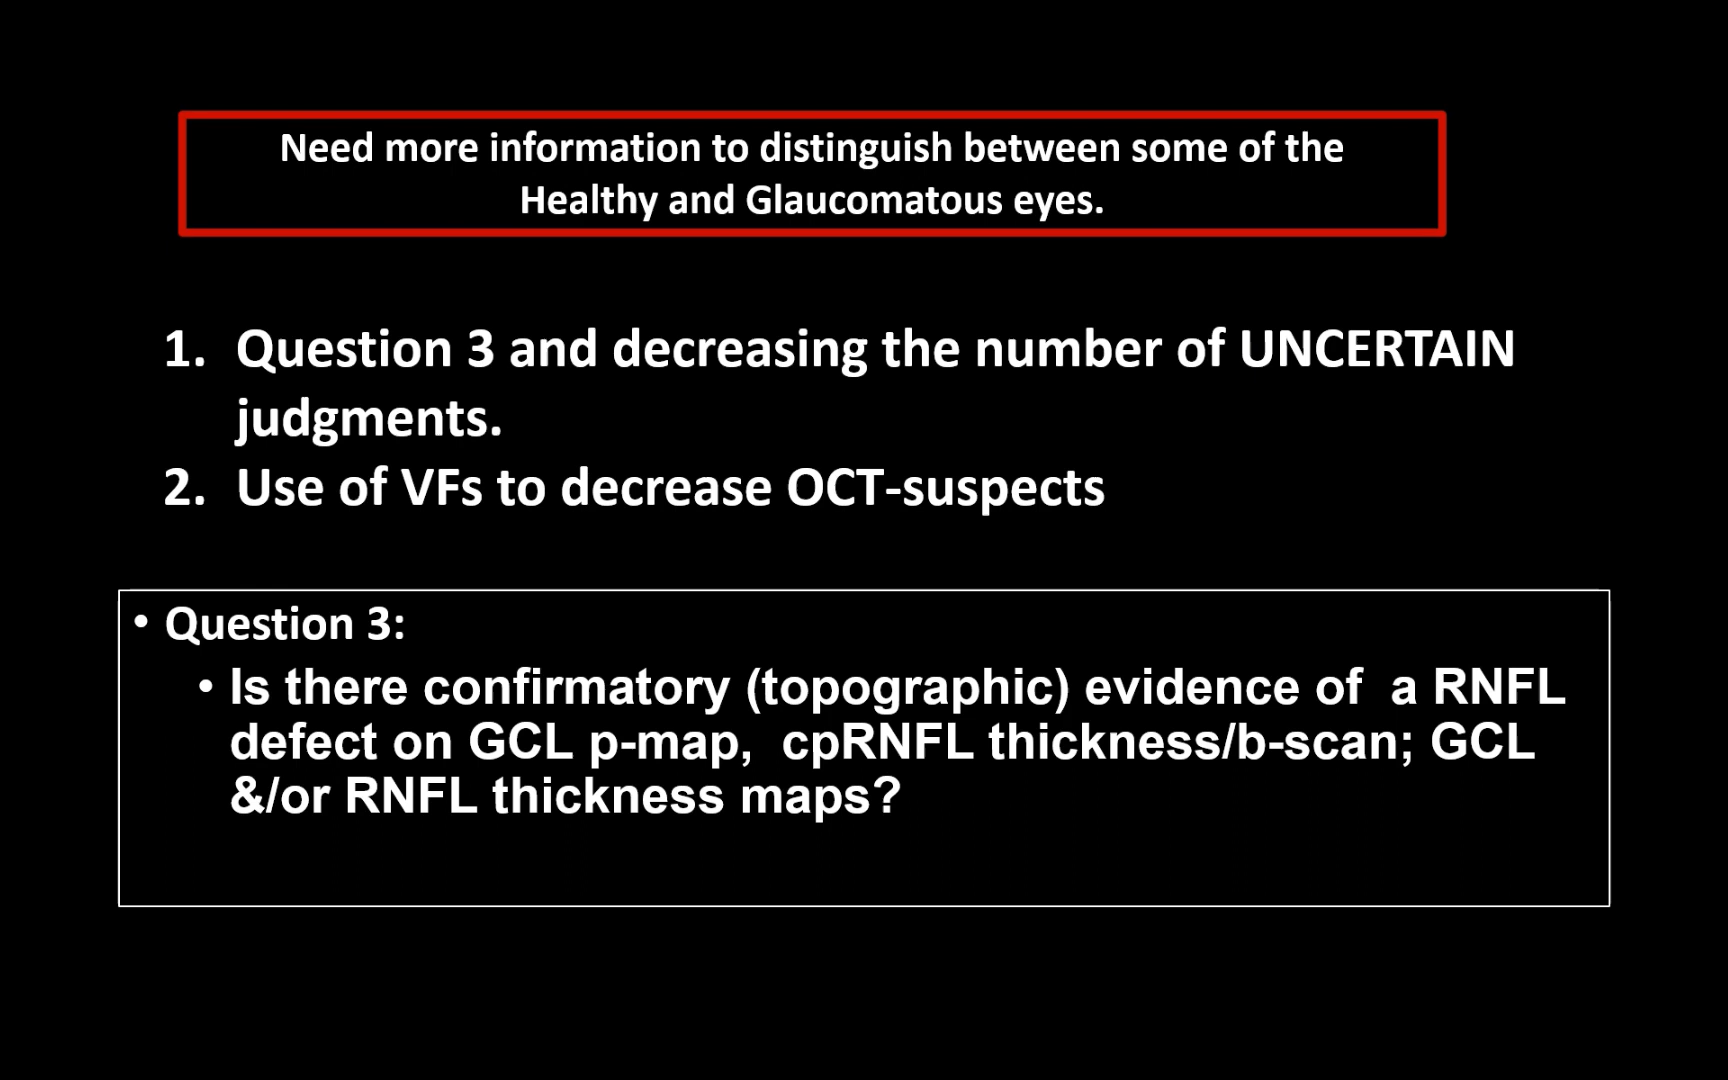 Need more information to distinguish between some of the
Healthy and Glaucomatous eyes.
1. Question 3 and decreasing the number of UNCERTAIN
judgments.
2. Use of VFs to decrease OCT-suspects
• Question 3:
• Is there confirmatory (topographic) evidence of  a RNFL
defect on GCL p-map,  cpRNFL thickness/b-scan; GCL
&/or RNFL thickness maps?